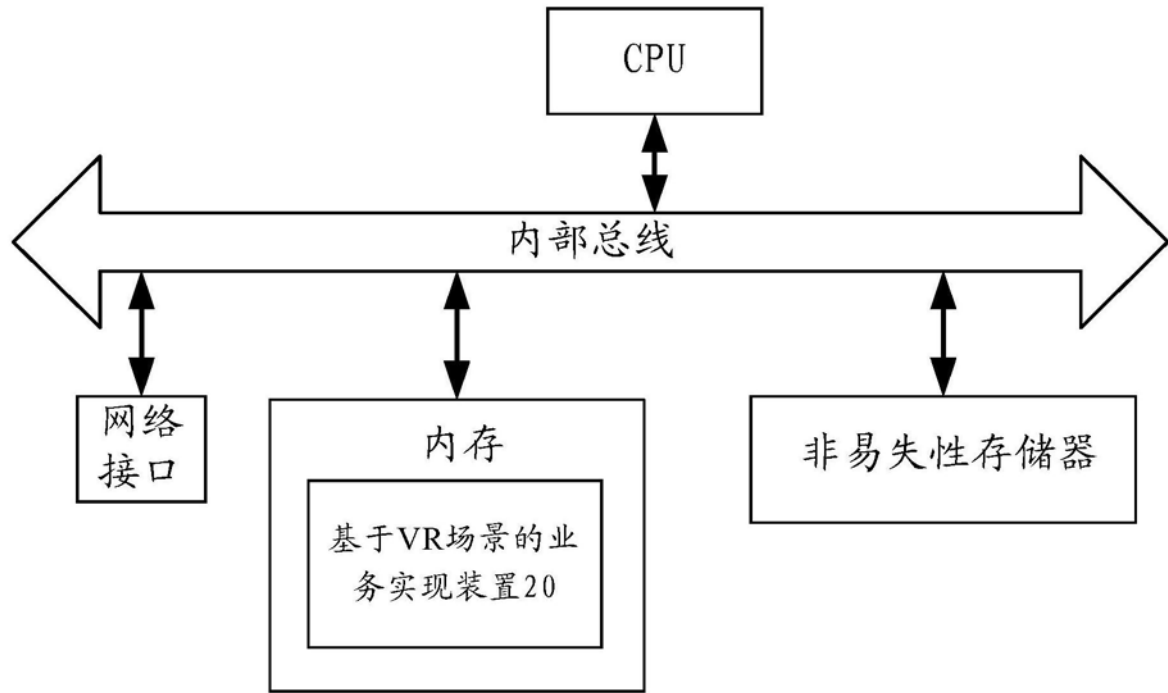 CPU
内部总线
网络
接口
内存
基于VR场景的业
务实现装置20
非易失性存储器